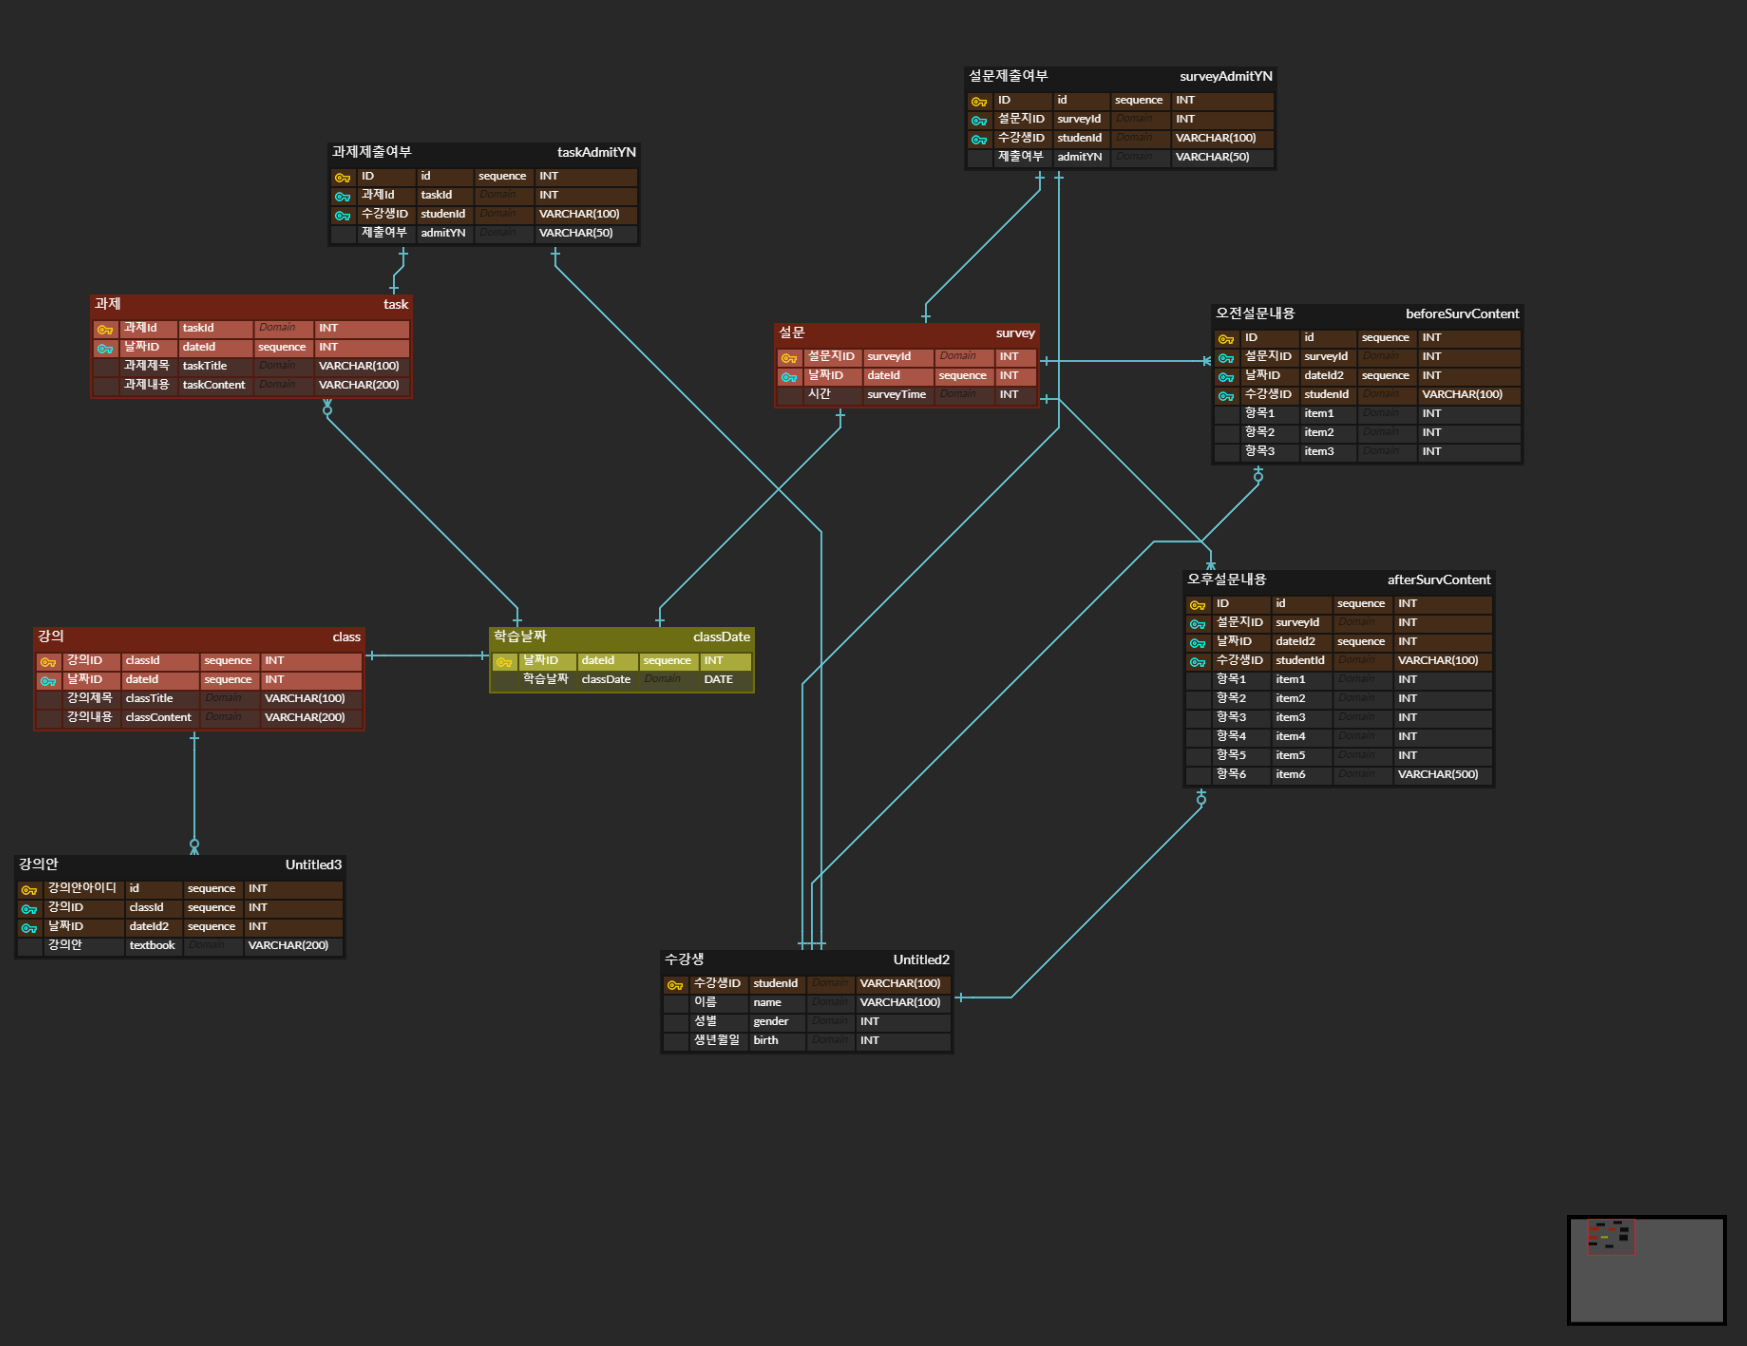 설문제출여부 surveyAdmitYN
ID id sequence INT
설문지ID surveyId Domain INT
수강생ID studenId Domain VARCHAR(100)
제출여부 admitYN Domain VARCHAR(50)
과제제출여부 taskAdmitYN
ID id sequence INT
과제Id taskId Domain INT
수강생ID studenId Domain VARCHAR(100)
제출여부 admitYN Domain VARCHAR(50)
과제 task
과제Id taskId Domain INT
날짜ID dateId sequence INT
과제제목 taskTitle Domain VARCHAR(100)
과제내용 taskContent Domain VARCHAR(200)
설문 survey
설문지ID surveyId Domain INT
날짜ID dateId sequence INT
시간 surveyTime Domain INT
오전설문내용 beforeSurvContent
ID id sequence INT
설문지ID surveyId Domain INT
날짜ID dateId2 sequence INT
수강생ID studenId Domain VARCHAR(100)
항목1 item1 Domain INT
항목2 item2 Domain INT
항목3 item3 Domain INT
오후설문내용 afterSurvContent
ID id sequence INT
설문지ID surveyId Domain INT
날짜ID dateId2 sequence INT
수강생ID studentId Domain VARCHAR(100)
항목1 item1 Domain INT
항목2 item2 Domain INT
항목3 item3 Domain INT
항목4 item4 Domain INT
항목5 item5 Domain INT
항목6 item6 Domain VARCHAR(500)
강의 class
강의ID classId sequence INT
날짜ID dateId sequence INT
강의제목 classTitle Domain VARCHAR(100)
강의내용 classContent Domain VARCHAR(200)
학습날짜 classDate
날짜ID dateId sequence INT
학습날짜 classDate Domain DATE
강의안 Untitled3
강의안아이디 id sequence INT
강의ID classId sequence INT
날짜ID dateId2 sequence INT
강의안 textbook Domain VARCHAR(200)
수강생 Untitled2
수강생ID studenId Domain VARCHAR(100)
이름 name Domain VARCHAR(100)
성별 gender Domain INT
생년월일 birth Domain INT